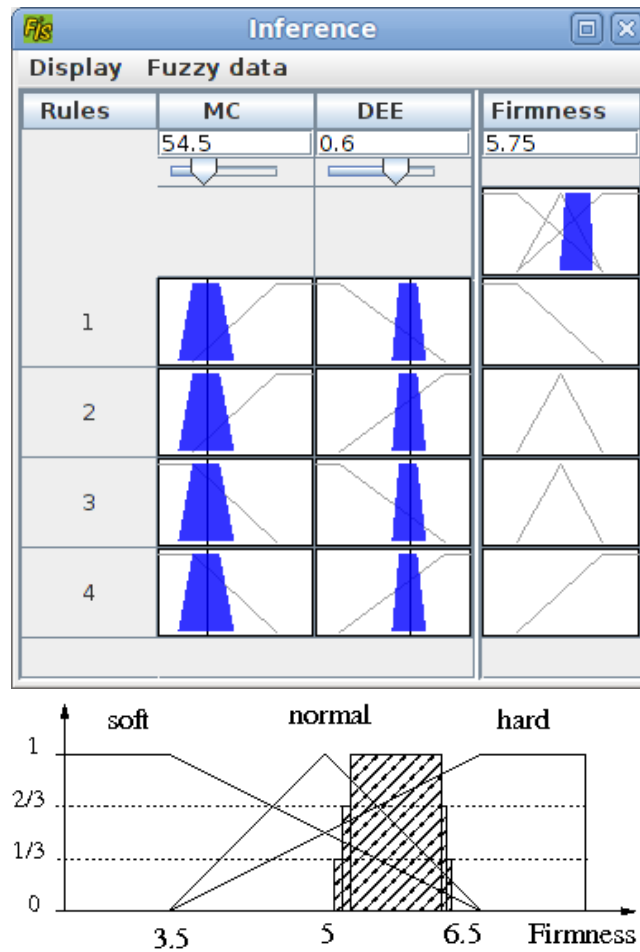 Fis Inference
Display Fuzzy data
Rules MC DEE Firmness
54.5 0.6 5.75
1
2
3
4
soft normal hard
1
2/3
1/3
0
3.5 5 6.5 Firmness